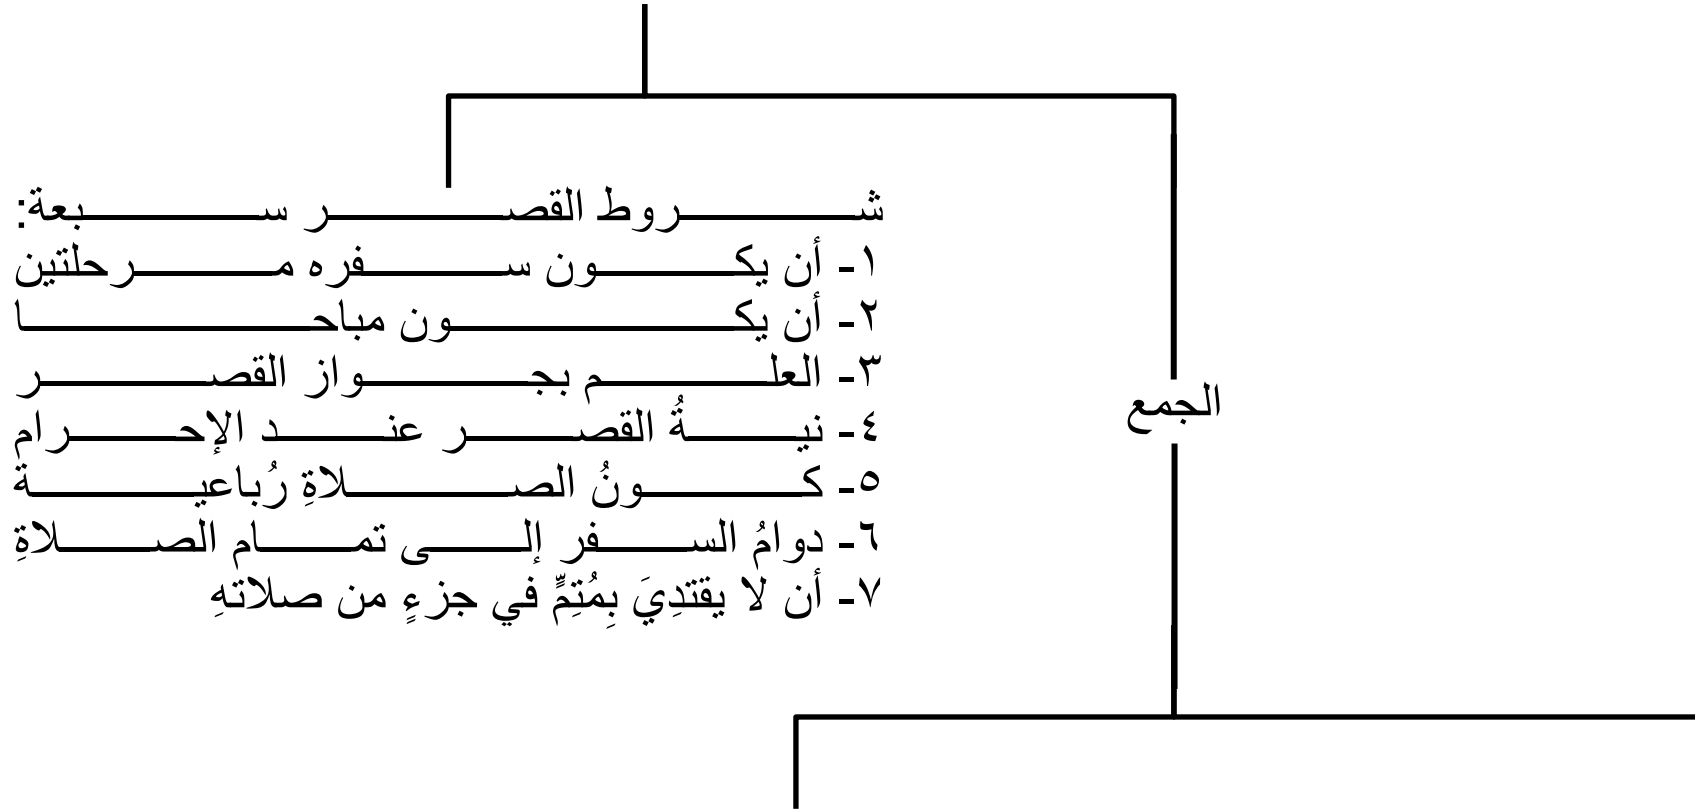 شروط القصر سبعة:
١- أن يكون سفره مرحلتين
٢- أن يكون مباحا
٣- العلم بجواز القصر
٤- نيةُ القصر عند الإحرام
٥- كونُ الصلاةِ رُباعية
٦- دوامُ السفر إلى تمام الصلاةِ
٧- أن لا يقتدِيَ بِمُتِمٍّ في جزءٍ من صلاتهِ
الجمع